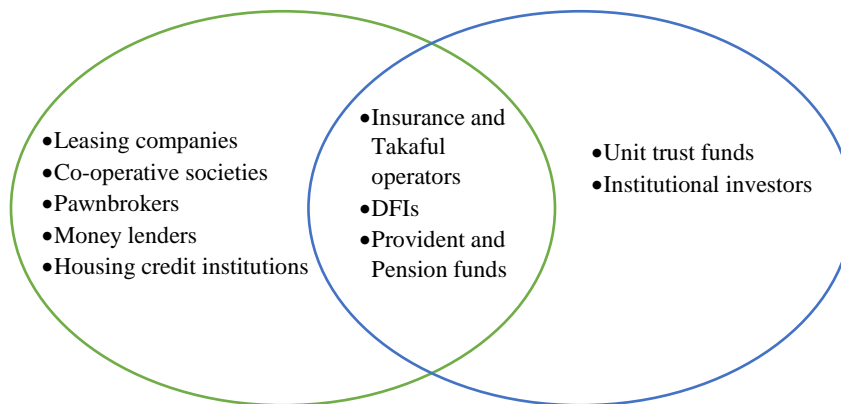 •Leasing companies
•Co-operative societies
•Pawnbrokers
•Money lenders
•Housing credit institutions
•Insurance and
Takaful
operators
•DFIs
•Provident and
Pension funds
•Unit trust funds
•Institutional investors